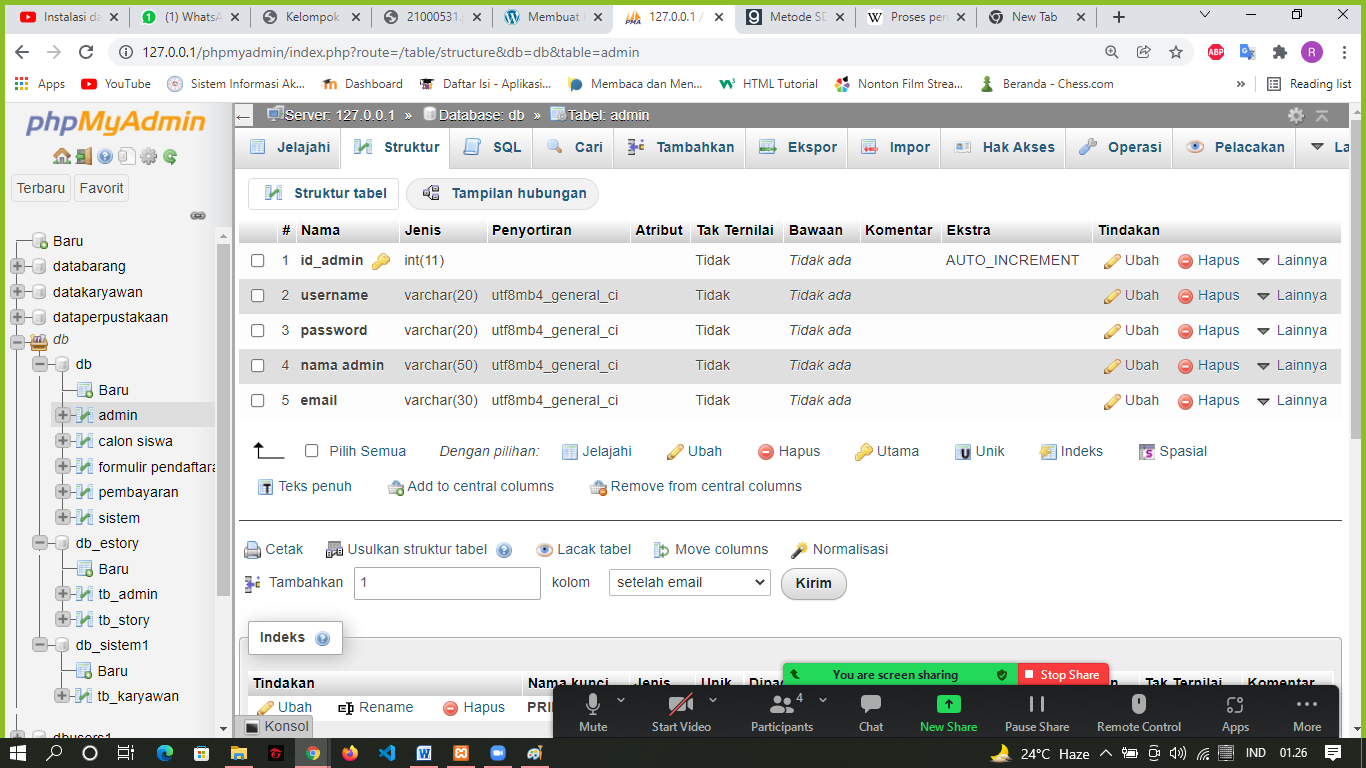 Instalasi da
(1) WhatsA
Kelompok
21000531.p
Membuat
127.0.0.1 /
Metode SD
Proses pen
New Tab
127.0.0.1/phpmyadmin/index.php?route=/table/structure&db=db&table=admin
ABP
R
Apps
YouTube
Sistem Informasi Ak...
Dashboard
Daftar Isi - Aplikasi...
Membaca dan Men...
HTML Tutorial
Nonton Film Strea...
Beranda - Chess.com
»
Reading list
phpMyAdmin
Terbaru
Favorit
Baru
databarang
datakaryawan
dataperpustakaan
db
db
Baru
admin
calon siswa
formulir pendaftara
pembayaran
sistem
db_estory
Baru
tb_admin
tb_story
db_sistem1
Baru
tb_karyawan
dbusers1
Server: 127.0.0.1 » Database: db » Tabel: admin
Jelajahi Struktur SQL Cari Tambahkan Ekspor Impor Hak Akses Operasi Pelacakan La
Struktur tabel Tampilan hubungan
# Nama Jenis Penyortiran Atribut Tak Ternilai Bawaan Komentar Ekstra Tindakan
1 id_admin int(11) Tidak Tidak ada AUTO_INCREMENT Ubah Hapus Lainnya
2 username varchar(20) utf8mb4_general_ci Tidak Tidak ada Ubah Hapus Lainnya
3 password varchar(20) utf8mb4_general_ci Tidak Tidak ada Ubah Hapus Lainnya
4 nama admin varchar(50) utf8mb4_general_ci Tidak Tidak ada Ubah Hapus Lainnya
5 email varchar(30) utf8mb4_general_ci Tidak Tidak ada Ubah Hapus Lainnya
Pilih Semua Dengan pilihan: Jelajahi Ubah Hapus Utama Unik Indeks Spasial
Teks penuh Add to central columns Remove from central columns
Cetak Usulkan struktur tabel Lacak tabel Move columns Normalisasi
Tambahkan 1 kolom setelah email Kirim
Indeks
Tindakan Nama kunci Jenis Unik Tak Ternilai Komentar
Ubah Rename Hapus PRI
Konsol
You are screen sharing
Stop Share
Mute
Start Video
4
Participants
Chat
New Share
Pause Share
Remote Control
Apps
More
24°C Haze
IND
01.26